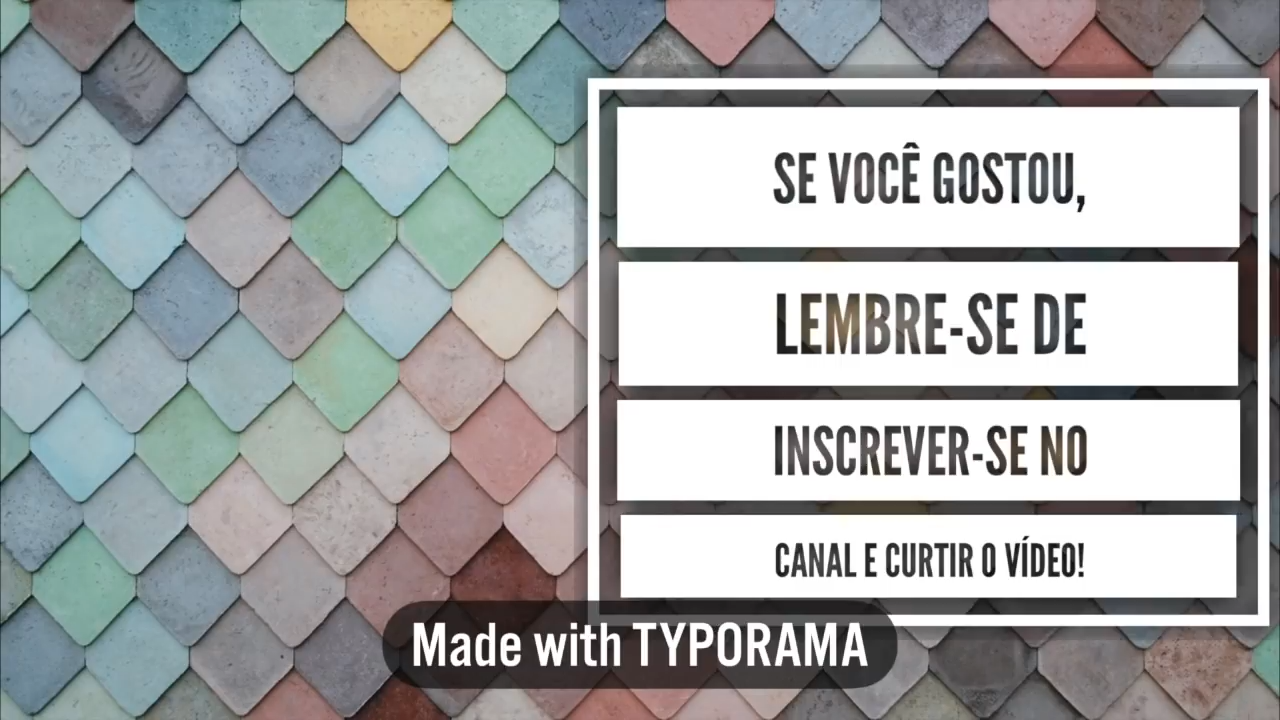 SE VOCÊ GOSTOU,
LEMBRE-SE DE
INSCREVER-SE NO
CANAL E CURTIR O VÍDEO!
Made with TYPORAMA